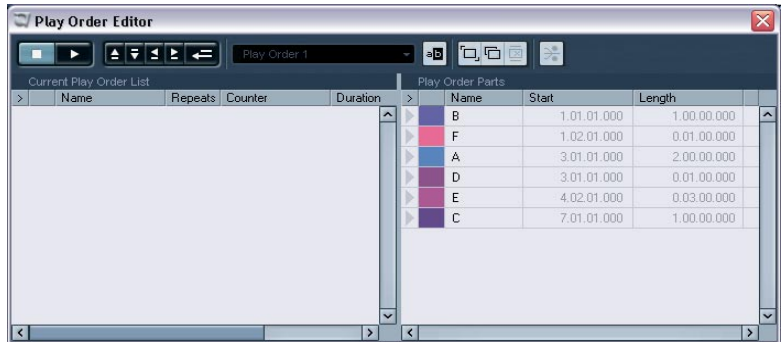 Play Order Editor
Play Order 1
ab
Current Play Order List
Play Order Parts
> Name Repeats Counter Duration
> Name Start Length
B 1.01.01.000 1.00.00.000
F 1.02.01.000 0.01.00.000
A 3.01.01.000 2.00.00.000
D 3.01.01.000 0.01.00.000
E 4.02.01.000 0.03.00.000
C 7.01.01.000 1.00.00.000